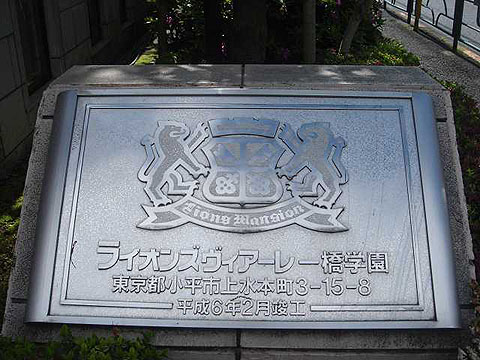 Lions Mansion
ライオンズヴィアーレ一橋学園
東京都小平市上水本町3-15-8
平成6年2月竣工